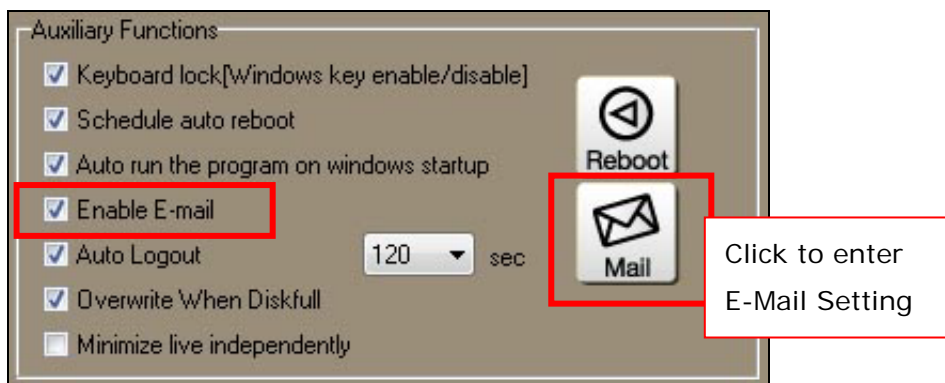 Auxiliary Functions
Keyboard lock[Windows key enable/disable]
Schedule auto reboot
Auto run the program on windows startup
Reboot
Enable E-mail
Auto Logout 120 sec
Mail
Overwrite When Diskfull
Minimize live independently
Click to enter
E-Mail Setting